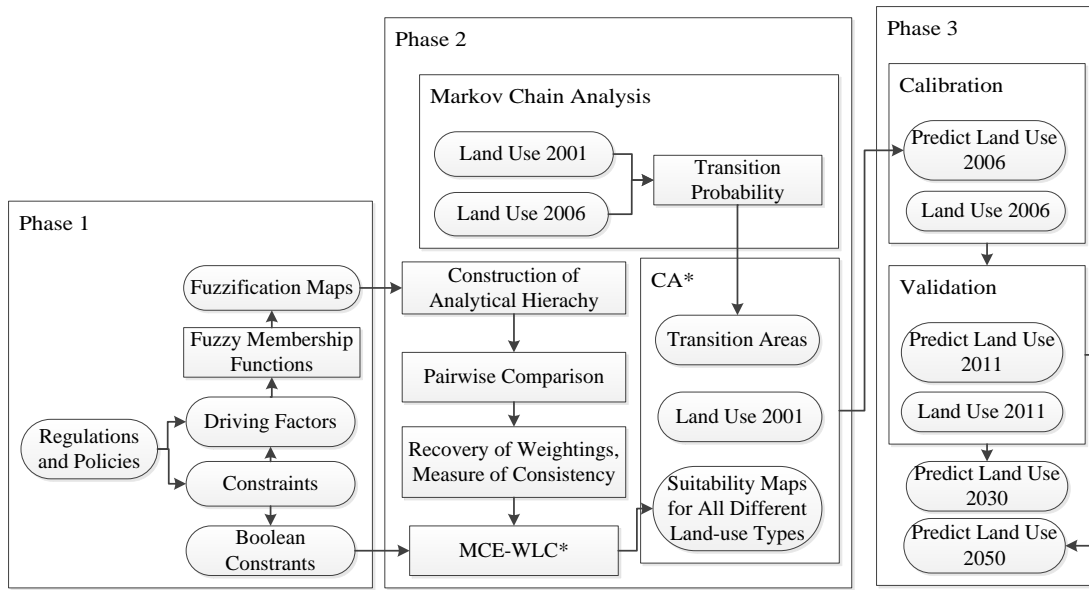 Phase 1
Fuzzification Maps
Fuzzy Membership
Functions
Driving Factors
Regulations
and Policies
Constraints
Boolean
Constrants
Phase 2
Markov Chain Analysis
Land Use 2001
Land Use 2006
Transition
Probability
Construction of
Analytical Hierachy
Pairwise Comparison
Recovery of Weightings,
Measure of Consistency
MCE-WLC*
CA*
Transition Areas
Land Use 2001
Suitability Maps
for All Different
Land-use Types
Phase 3
Calibration
Predict Land Use
2006
Land Use 2006
Validation
Predict Land Use
2011
Land Use 2011
Predict Land Use
2030
Predict Land Use
2050